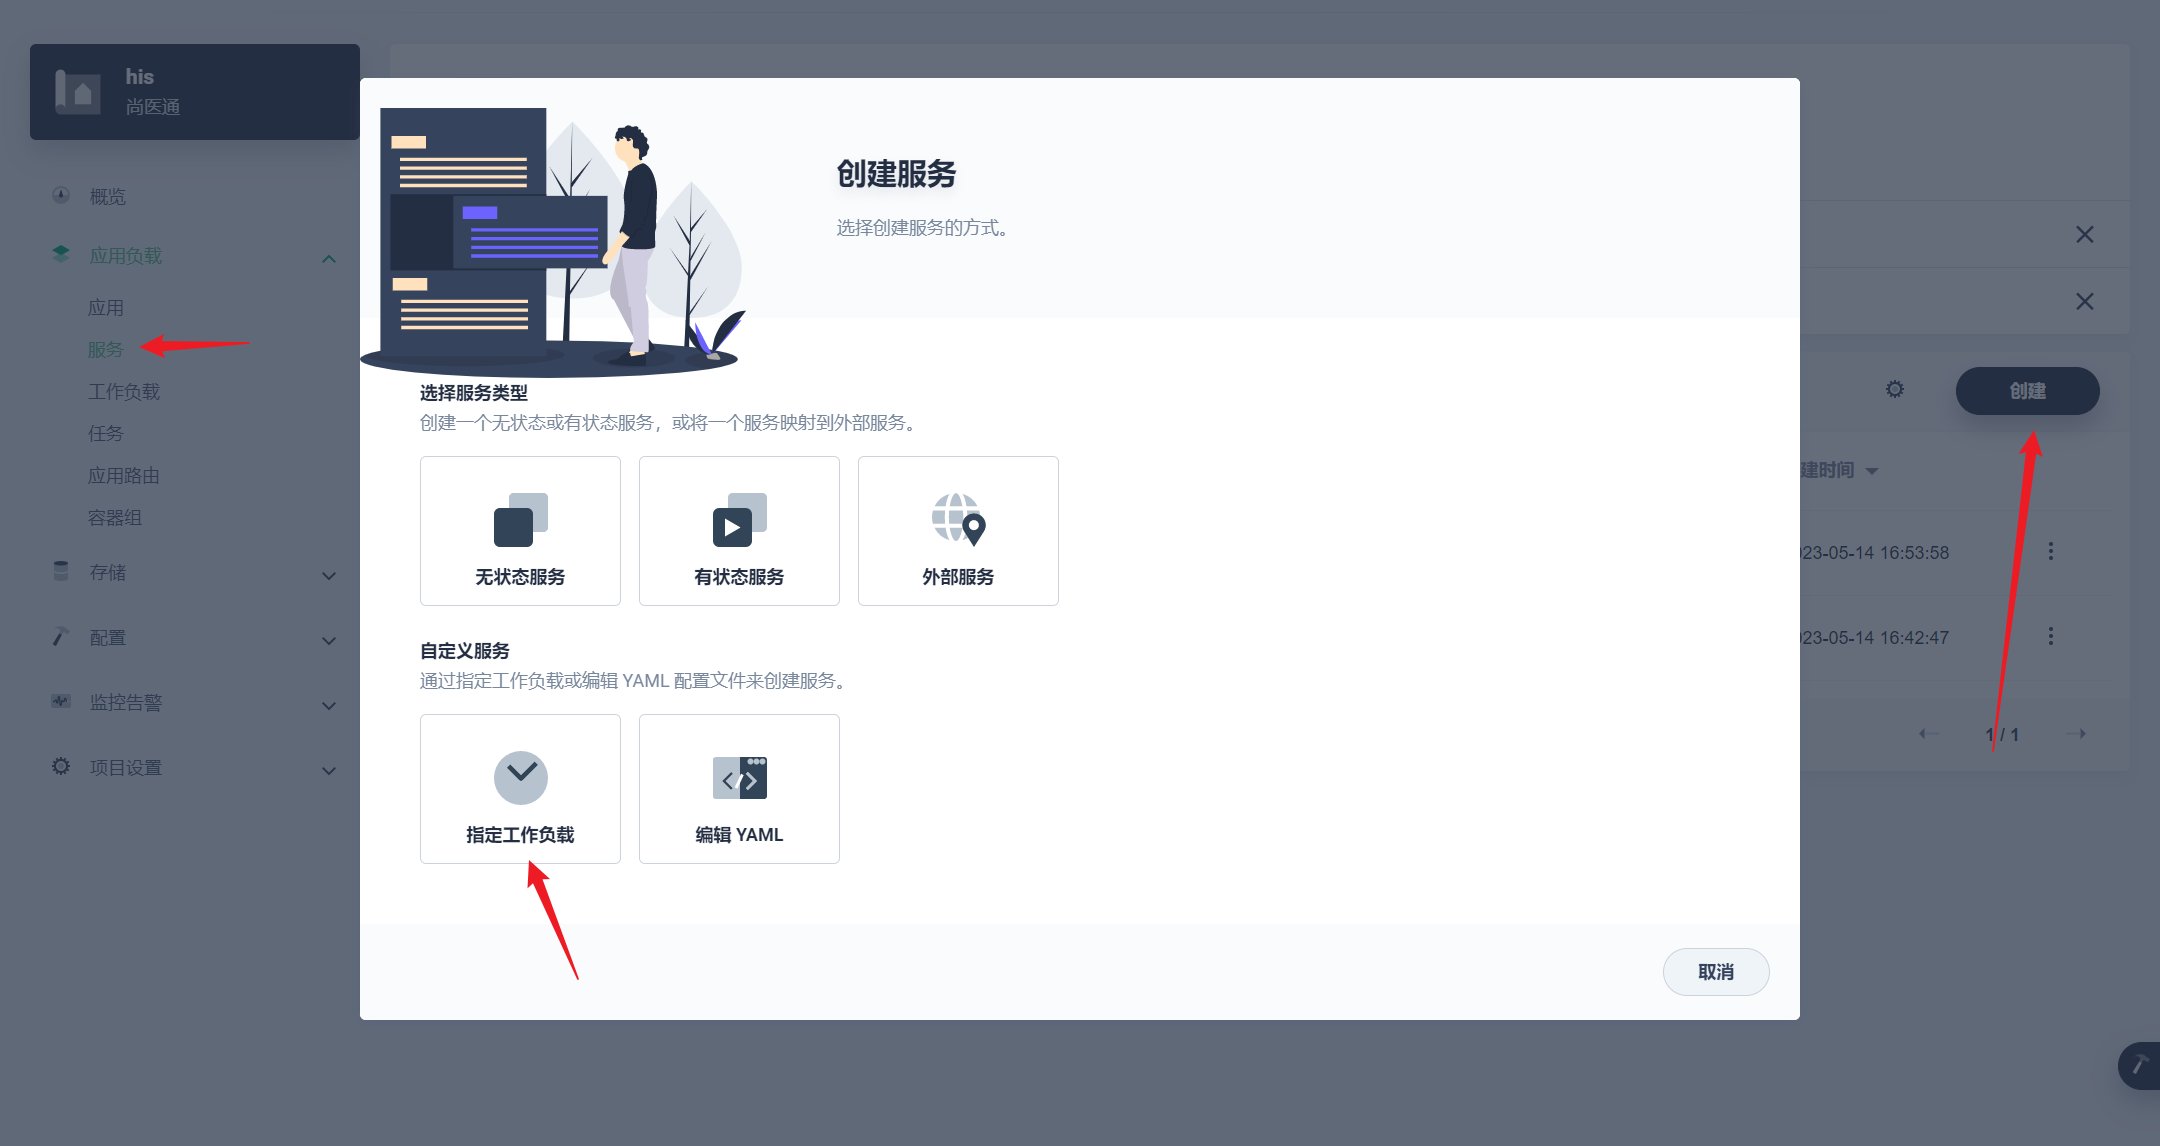 his
尚医通
概览
应用负载
应用
服务
工作负载
任务
应用路由
容器组
存储
配置
监控告警
项目设置
创建服务
选择创建服务的方式。
选择服务类型
创建一个无状态或有状态服务，或将一个服务映射到外部服务。
无状态服务
有状态服务
外部服务
自定义服务
通过指定工作负载或编辑 YAML 配置文件来创建服务。
指定工作负载
编辑 YAML
取消
创建
建时间
23-05-14 16:53:58
23-05-14 16:42:47
1 / 1